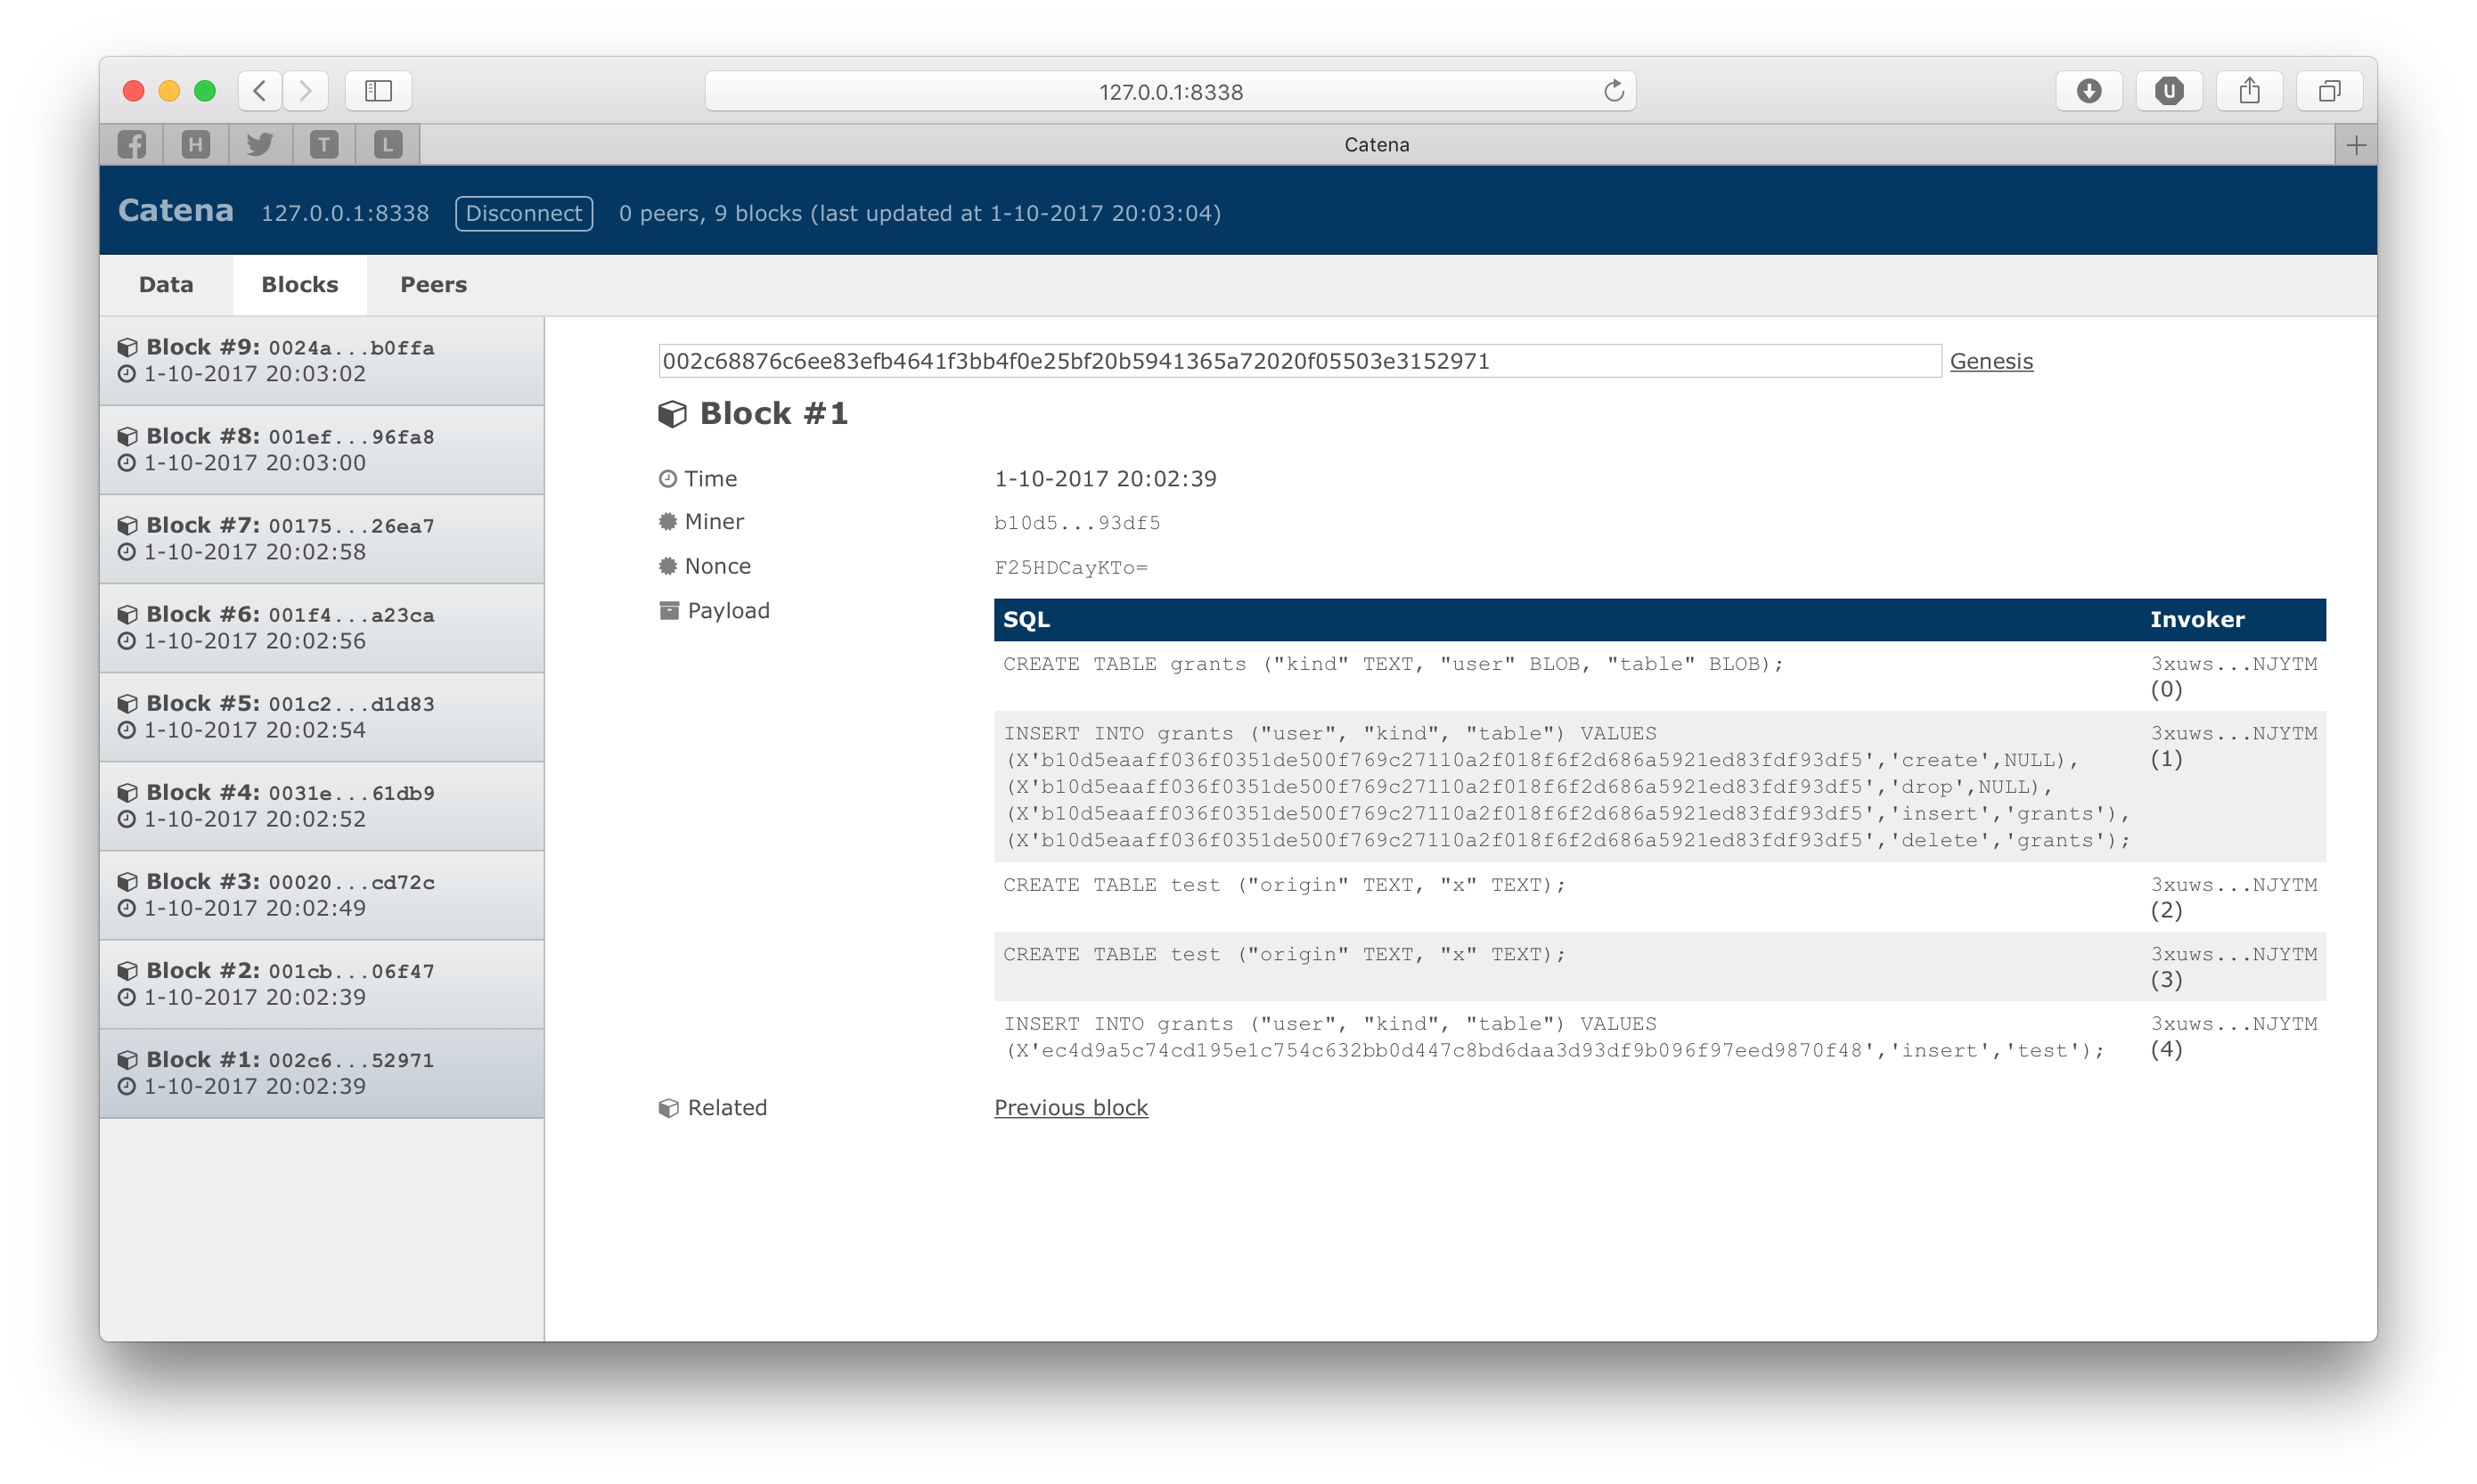 127.0.0.1:8338
U
H
T
L
Catena
Catena 127.0.0.1:8338 Disconnect 0 peers, 9 blocks (last updated at 1-10-2017 20:03:04)
Data Blocks Peers
Block #9: 0024a...b0ffa
1-10-2017 20:03:02
Block #8: 001ef...96fa8
1-10-2017 20:03:00
Block #7: 00175...26ea7
1-10-2017 20:02:58
Block #6: 001f4...a23ca
1-10-2017 20:02:56
Block #5: 001c2...d1d83
1-10-2017 20:02:54
Block #4: 0031e...61db9
1-10-2017 20:02:52
Block #3: 00020...cd72c
1-10-2017 20:02:49
Block #2: 001cb...06f47
1-10-2017 20:02:39
Block #1: 002c6...52971
1-10-2017 20:02:39
002c68876c6ee83efb4641f3bb4f0e25bf20b5941365a72020f05503e3152971 Genesis
Block #1
Time 1-10-2017 20:02:39
Miner b10d5...93df5
Nonce F25HDCayKTo=
Payload
SQL Invoker
CREATE TABLE grants ("kind" TEXT, "user" BLOB, "table" BLOB); 3xuws...NJYTM
(0)
INSERT INTO grants ("user", "kind", "table") VALUES 3xuws...NJYTM
(X'b10d5eaaff036f0351de500f769c27110a2f018f6f2d686a5921ed83fdf93df5','create',NULL), (1)
(X'b10d5eaaff036f0351de500f769c27110a2f018f6f2d686a5921ed83fdf93df5','drop',NULL),
(X'b10d5eaaff036f0351de500f769c27110a2f018f6f2d686a5921ed83fdf93df5','insert','grants'),
(X'b10d5eaaff036f0351de500f769c27110a2f018f6f2d686a5921ed83fdf93df5','delete','grants');
CREATE TABLE test ("origin" TEXT, "x" TEXT); 3xuws...NJYTM
(2)
CREATE TABLE test ("origin" TEXT, "x" TEXT); 3xuws...NJYTM
(3)
INSERT INTO grants ("user", "kind", "table") VALUES 3xuws...NJYTM
(X'ec4d9a5c74cd195e1c754c632bb0d447c8bd6daa3d93df9b096f97eed9870f48','insert','test'); (4)
Related Previous block